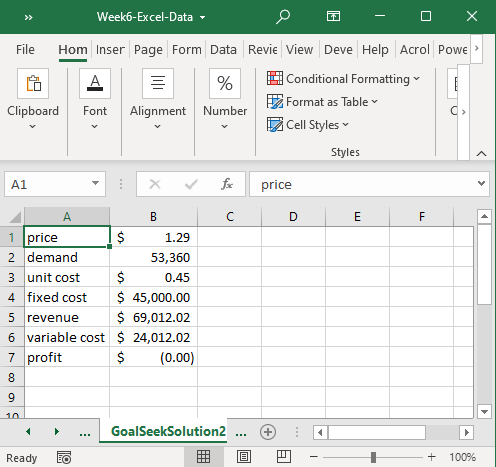 »
Week6-Excel-Data
File Hom Inser Page Form Data Revie View Deve Help Acrol Powe
Clipboard
A
Font
Alignment
%
Number
Conditional Formatting
Format as Table
Cell Styles
Styles
C
A1
fx
price
A B C D E F
1 price $ 1.29
2 demand 53,360
3 unit cost $ 0.45
4 fixed cost $ 45,000.00
5 revenue $ 69,012.02
6 variable cost $ 24,012.02
7 profit $ (0.00)
8
9
10
... GoalSeekSolution2 ...
Ready
100%